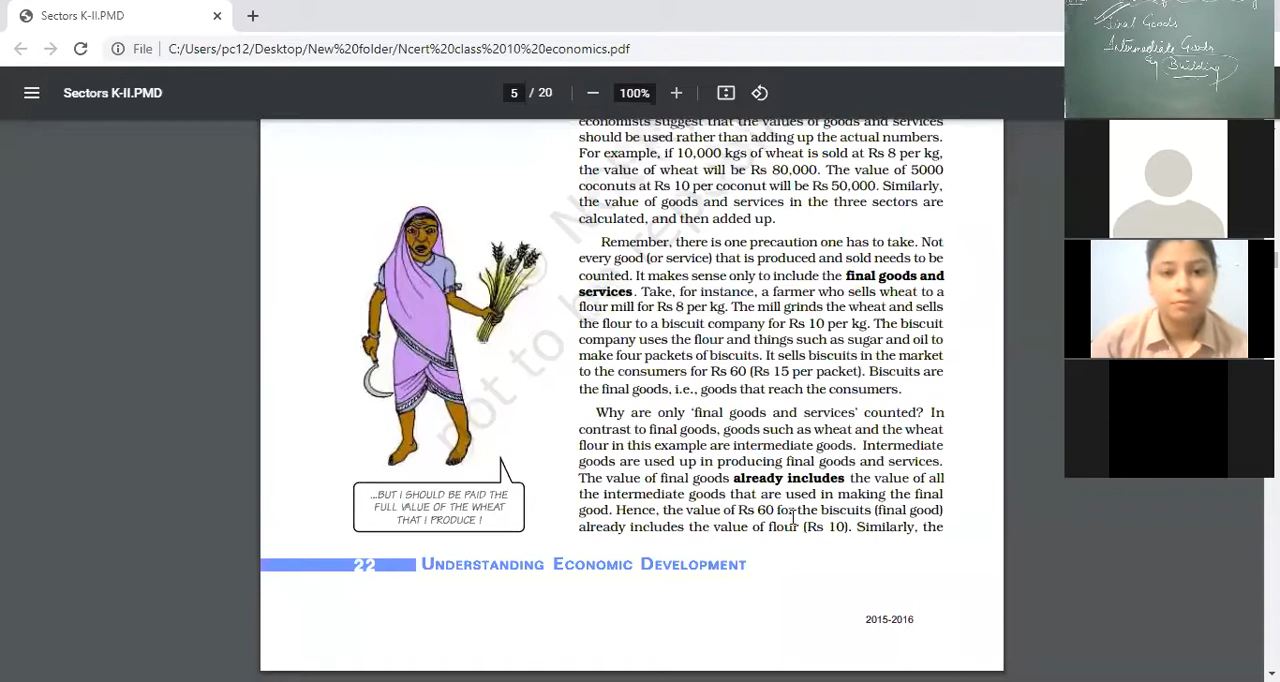 Sectors K-II.PMD
File C:/Users/pc12/Desktop/New%20folder/Ncert%20class%2010%20economics.pdf
Sectors K-II.PMD
5 / 20
100%
economists suggest that the values of goods and services
should be used rather than adding up the actual numbers.
For example, if 10,000 kgs of wheat is sold at Rs 8 per kg,
the value of wheat will be Rs 80,000. The value of 5000
coconuts at Rs 10 per coconut will be Rs 50,000. Similarly,
the value of goods and services in the three sectors are
calculated, and then added up.
Remember, there is one precaution one has to take. Not
every good (or service) that is produced and sold needs to be
counted. It makes sense only to include the final goods and
services. Take, for instance, a farmer who sells wheat to a
flour mill for Rs 8 per kg. The mill grinds the wheat and sells
the flour to a biscuit company for Rs 10 per kg. The biscuit
company uses the flour and things such as sugar and oil to
make four packets of biscuits. It sells biscuits in the market
to the consumers for Rs 60 (Rs 15 per packet). Biscuits are
the final goods, i.e., goods that reach the consumers.
Why are only 'final goods and services' counted? In
contrast to final goods, goods such as wheat and the wheat
flour in this example are intermediate goods. Intermediate
goods are used up in producing final goods and services.
The value of final goods already includes the value of all
the intermediate goods that are used in making the final
good. Hence, the value of Rs 60 for the biscuits (final good)
already includes the value of flour (Rs 10). Similarly, the
...BUT I SHOULD BE PAID THE
FULL VALUE OF THE WHEAT
THAT I PRODUCE !
22 UNDERSTANDING ECONOMIC DEVELOPMENT
2015-2016
not to be
Final Goods
Intermediate Goods
Eg Building